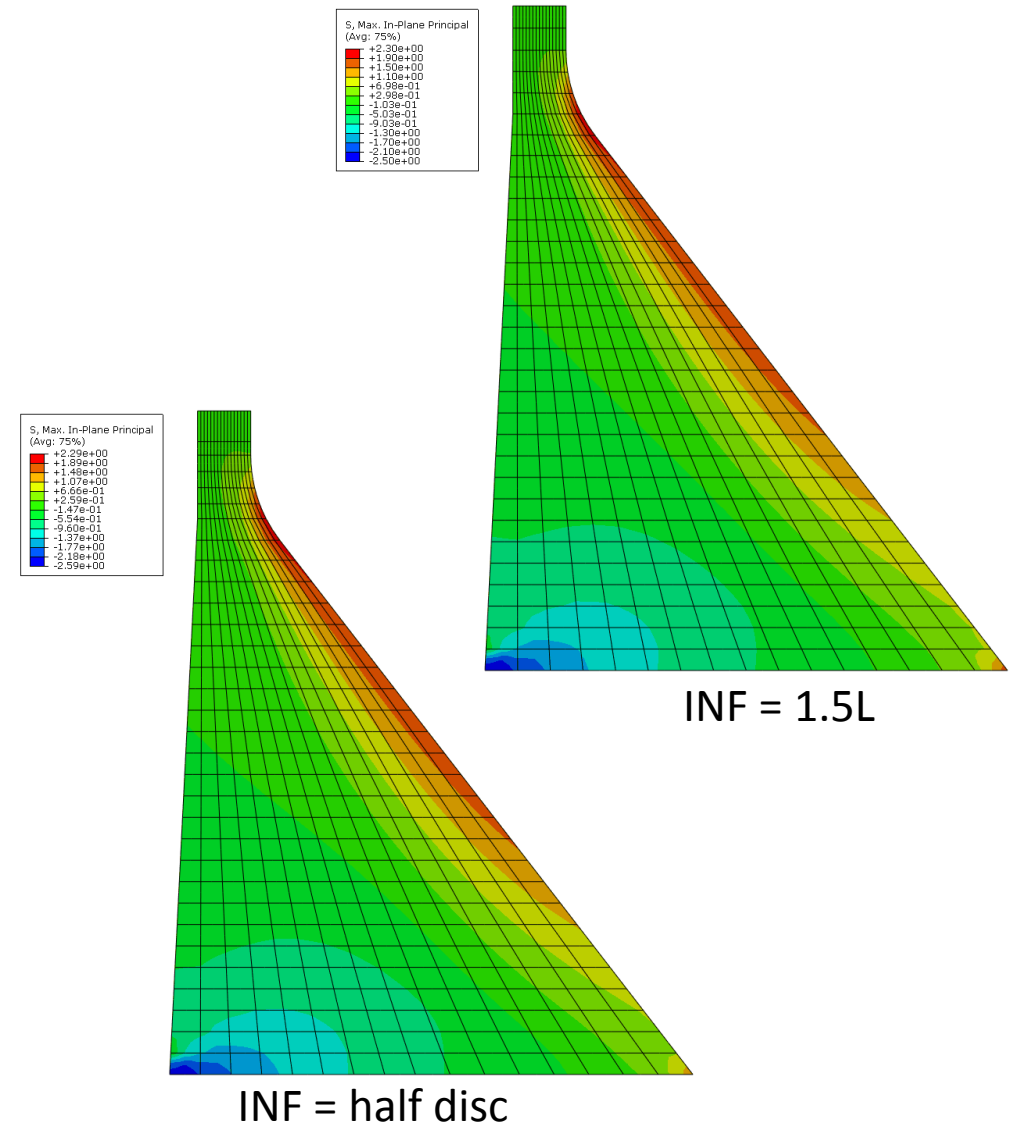 S, Max. In-Plane Principal
(Avg: 75%)
+2.30e+00
+1.90e+00
+1.50e+00
+1.10e+00
+6.98e-01
+2.98e-01
-1.03e-01
-5.03e-01
-9.03e-01
-1.30e+00
-1.70e+00
-2.10e+00
-2.50e+00
INF = 1.5L
S, Max. In-Plane Principal
(Avg: 75%)
+2.29e+00
+1.89e+00
+1.48e+00
+1.07e+00
+6.66e-01
+2.59e-01
-1.47e-01
-5.54e-01
-9.60e-01
-1.37e+00
-1.77e+00
-2.18e+00
-2.59e+00
INF = half disc